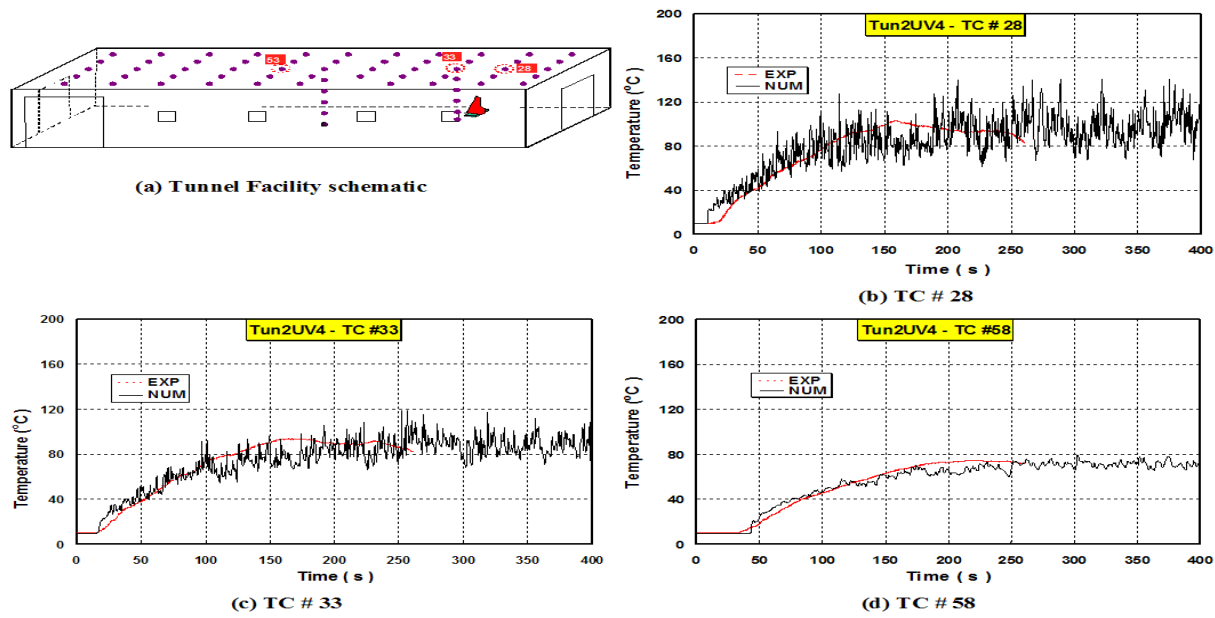 53
33
28
(a) Tunnel Facility schematic
Tun2UV4 - TC # 28
EXP
NUM
Temperature (°C)
200
160
120
80
40
0
0 50 100 150 200 250 300 350 400
Time ( s )
(b) TC # 28
Tun2UV4 - TC #33
EXP
NUM
Temperature (°C)
200
160
120
80
40
0
0 50 100 150 200 250 300 350 400
Time ( s )
(c) TC # 33
Tun2UV4 - TC #58
EXP
NUM
Temperature (°C)
200
160
120
80
40
0
0 50 100 150 200 250 300 350 400
Time ( s )
(d) TC # 58